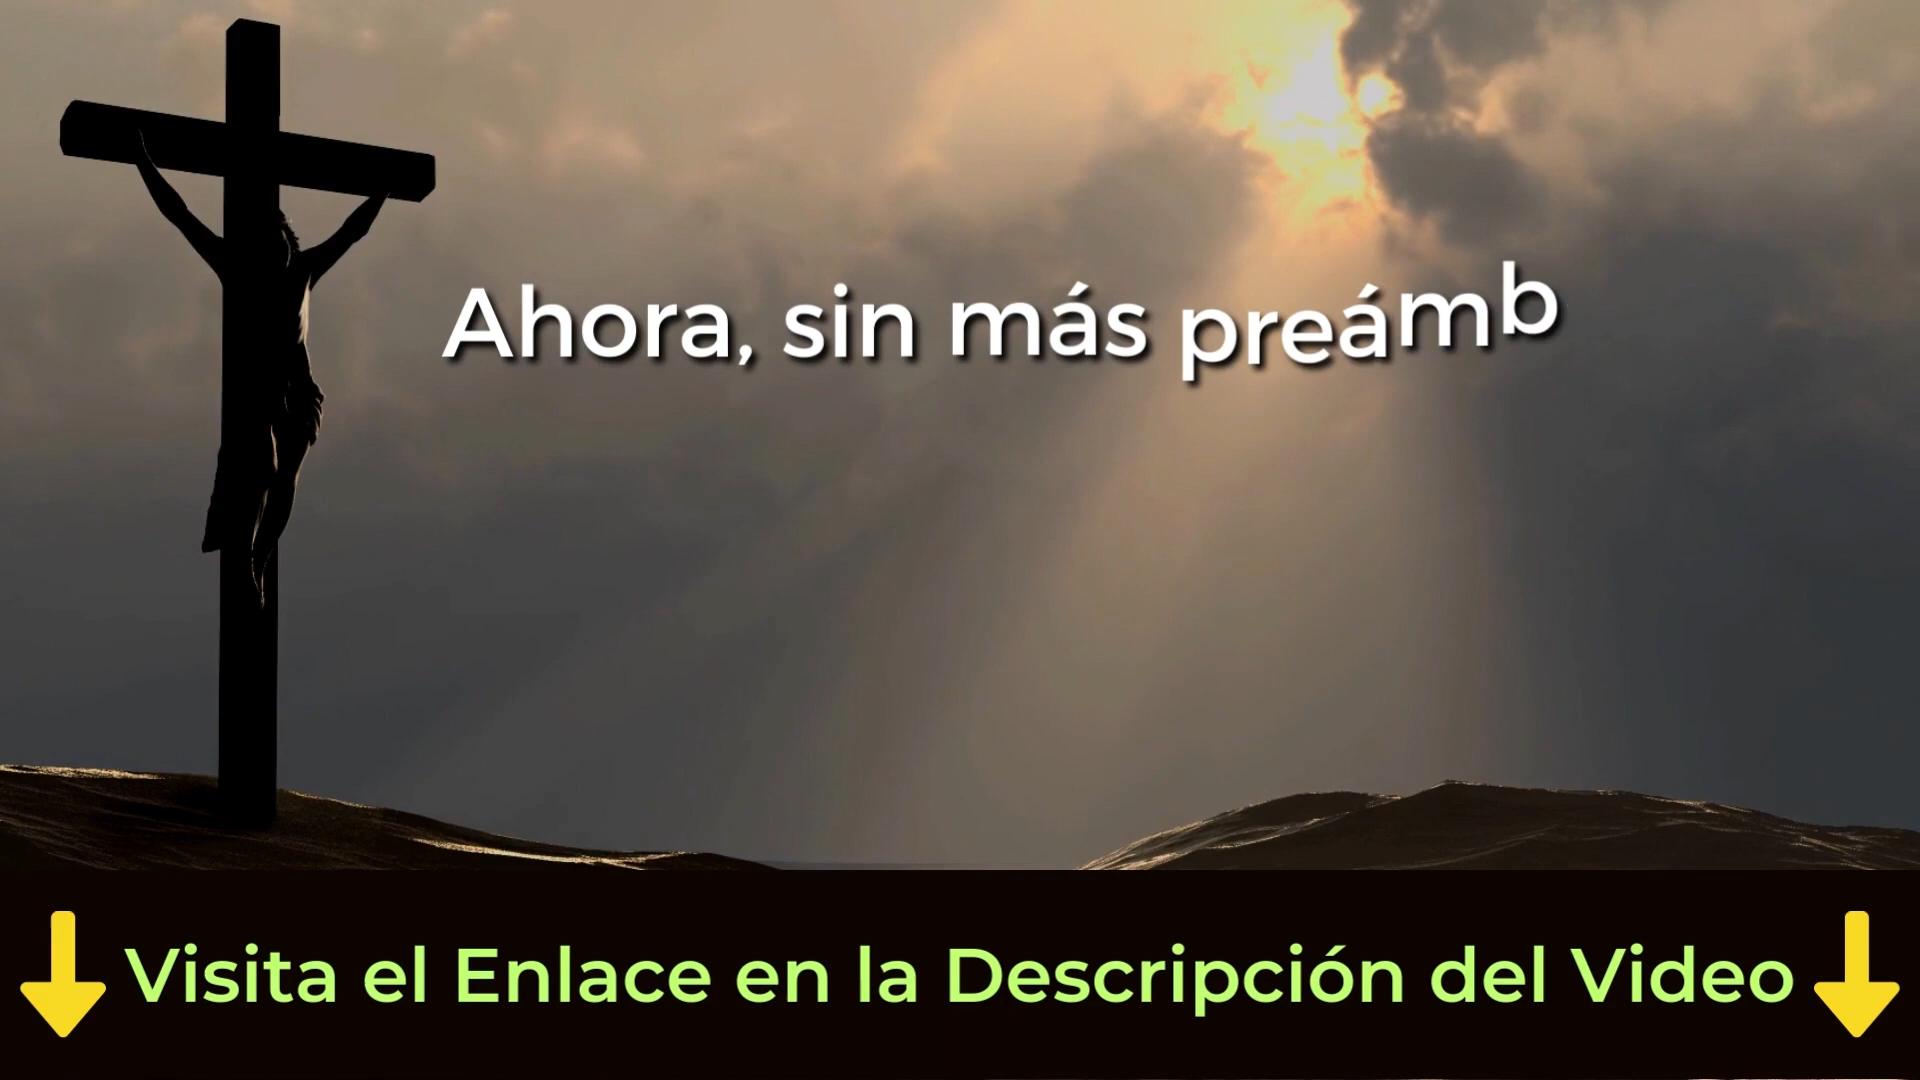 Ahora, sin más preámb
Visita el Enlace en la Descripción del Video